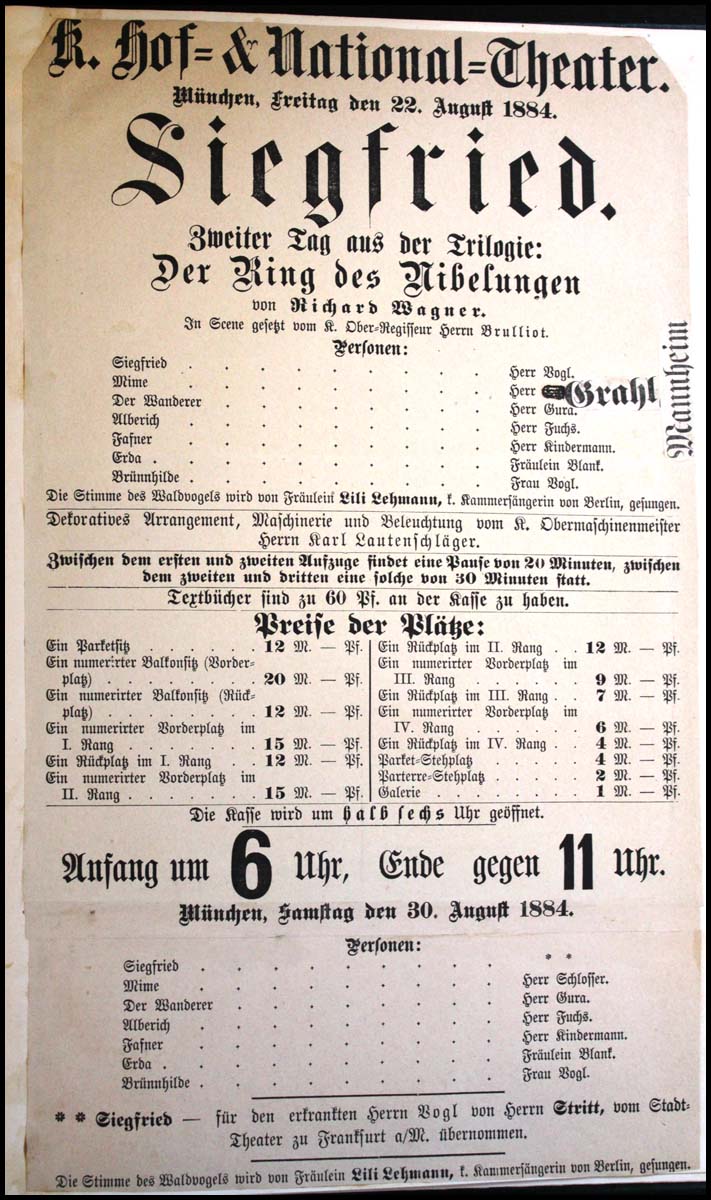 K. Hof= & National=Theater.
München, Freitag den 22. August 1884.
Siegfried.
Zweiter Tag aus der Trilogie:
Der Ring des Nibelungen
von Richard Wagner.
In Scene gesetzt vom K. Ober=Regisseur Herrn Brulliot.
Personen:
Siegfried . . . . . . . . . Herr Vogl.
Mime . . . . . . . . . Herr Grahl Mannheim
Der Wanderer . . . . . . . . Herr Gura.
Alberich . . . . . . . . . Herr Fuchs.
Fafner . . . . . . . . . Herr Kindermann.
Erda . . . . . . . . . . Fräulein Blank.
Brünnhilde . . . . . . . . . Frau Vogl.
Die Stimme des Waldvogels wird von Fräulein Lili Lehmann, k. Kammersängerin von Berlin, gesungen.
Dekoratives Arrangement, Maschinerie und Beleuchtung vom K. Obermaschinenmeister
Herrn Karl Lautenschläger.
Zwischen dem ersten und zweiten Aufzuge findet eine Pause von 20 Minuten, zwischen
dem zweiten und dritten eine solche von 30 Minuten statt.
Textbücher sind zu 60 Pf. an der Kasse zu haben.
Preise der Plätze:
Ein Parketsitz . . . . . . 12 M. — Pf.
Ein numerirter Balkonsitz (Vorder=
platz) . . . . . . . . 20 M. — Pf.
Ein numerirter Balkonsitz (Rück=
platz) . . . . . . . . 12 M. — Pf.
Ein numerirter Vorderplatz im
I. Rang . . . . . . . 15 M. — Pf.
Ein Rückplatz im I. Rang . . . 12 M. — Pf.
Ein numerirter Vorderplatz im
II. Rang . . . . . . . 15 M. — Pf.
Ein Rückplatz im II. Rang . . 12 M. — Pf.
Ein numerirter Vorderplatz im
III. Rang . . . . . . 9 M. — Pf.
Ein Rückplatz im III. Rang . . 7 M. — Pf.
Ein numerirter Vorderplatz im
IV. Rang . . . . . . 6 M. — Pf.
Ein Rückplatz im IV. Rang . . 4 M. — Pf.
Parket=Stehplatz . . . . . 4 M. — Pf.
Parterre=Stehplatz . . . . . 2 M. — Pf.
Galerie . . . . . . . . 1 M. — Pf.
Die Kasse wird um halb sechs Uhr geöffnet.
Anfang um 6 Uhr, Ende gegen 11 Uhr.
München, Samstag den 30. August 1884.
Personen:
Siegfried . . . . . . . . . * *
Mime . . . . . . . . . Herr Schlosser.
Der Wanderer . . . . . . . . Herr Gura.
Alberich . . . . . . . . . Herr Fuchs.
Fafner . . . . . . . . . Herr Kindermann.
Erda . . . . . . . . . . Fräulein Blank.
Brünnhilde . . . . . . . . . Frau Vogl.
* * Siegfried — für den erkrankten Herrn Vogl von Herrn Stritt, vom Stadt=
Theater zu Frankfurt a/M. übernommen.
Die Stimme des Waldvogels wird von Fräulein Lili Lehmann, k. Kammersängerin von Berlin, gesungen.